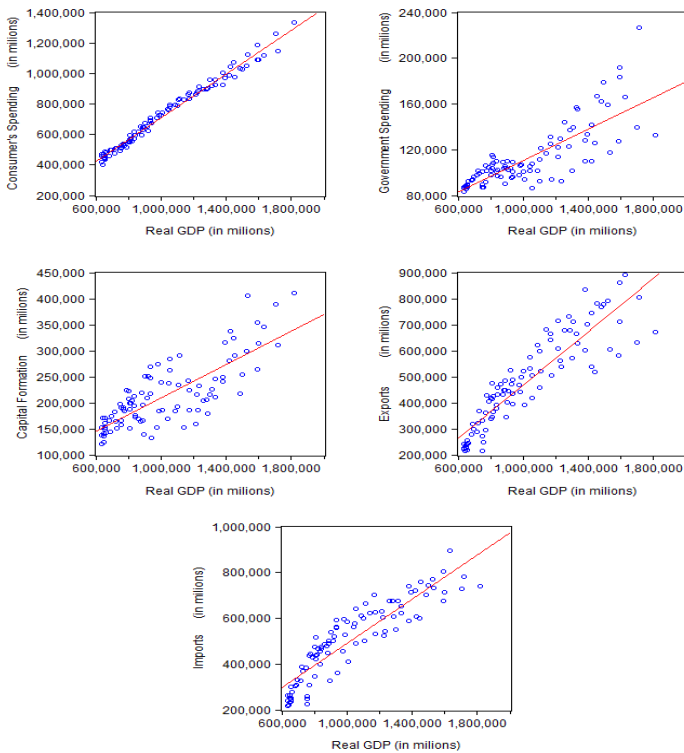 Consumer's Spending (in milions)
1,400,000
1,200,000
1,000,000
800,000
600,000
400,000
200,000
600,000 1,000,000 1,400,000 1,800,000
Real GDP (in milions)
Government Spending (in milions)
240,000
200,000
160,000
120,000
80,000
600,000 1,000,000 1,400,000 1,800,000
Real GDP (in milions)
Capital Formation (in milions)
450,000
400,000
350,000
300,000
250,000
200,000
150,000
100,000
600,000 1,000,000 1,400,000 1,800,000
Real GDP (in milions)
Exports (in milions)
900,000
800,000
700,000
600,000
500,000
400,000
300,000
200,000
600,000 1,000,000 1,400,000 1,800,000
Real GDP (in milions)
Imports (in milions)
1,000,000
800,000
600,000
400,000
200,000
600,000 1,000,000 1,400,000 1,800,000
Real GDP (in milions)